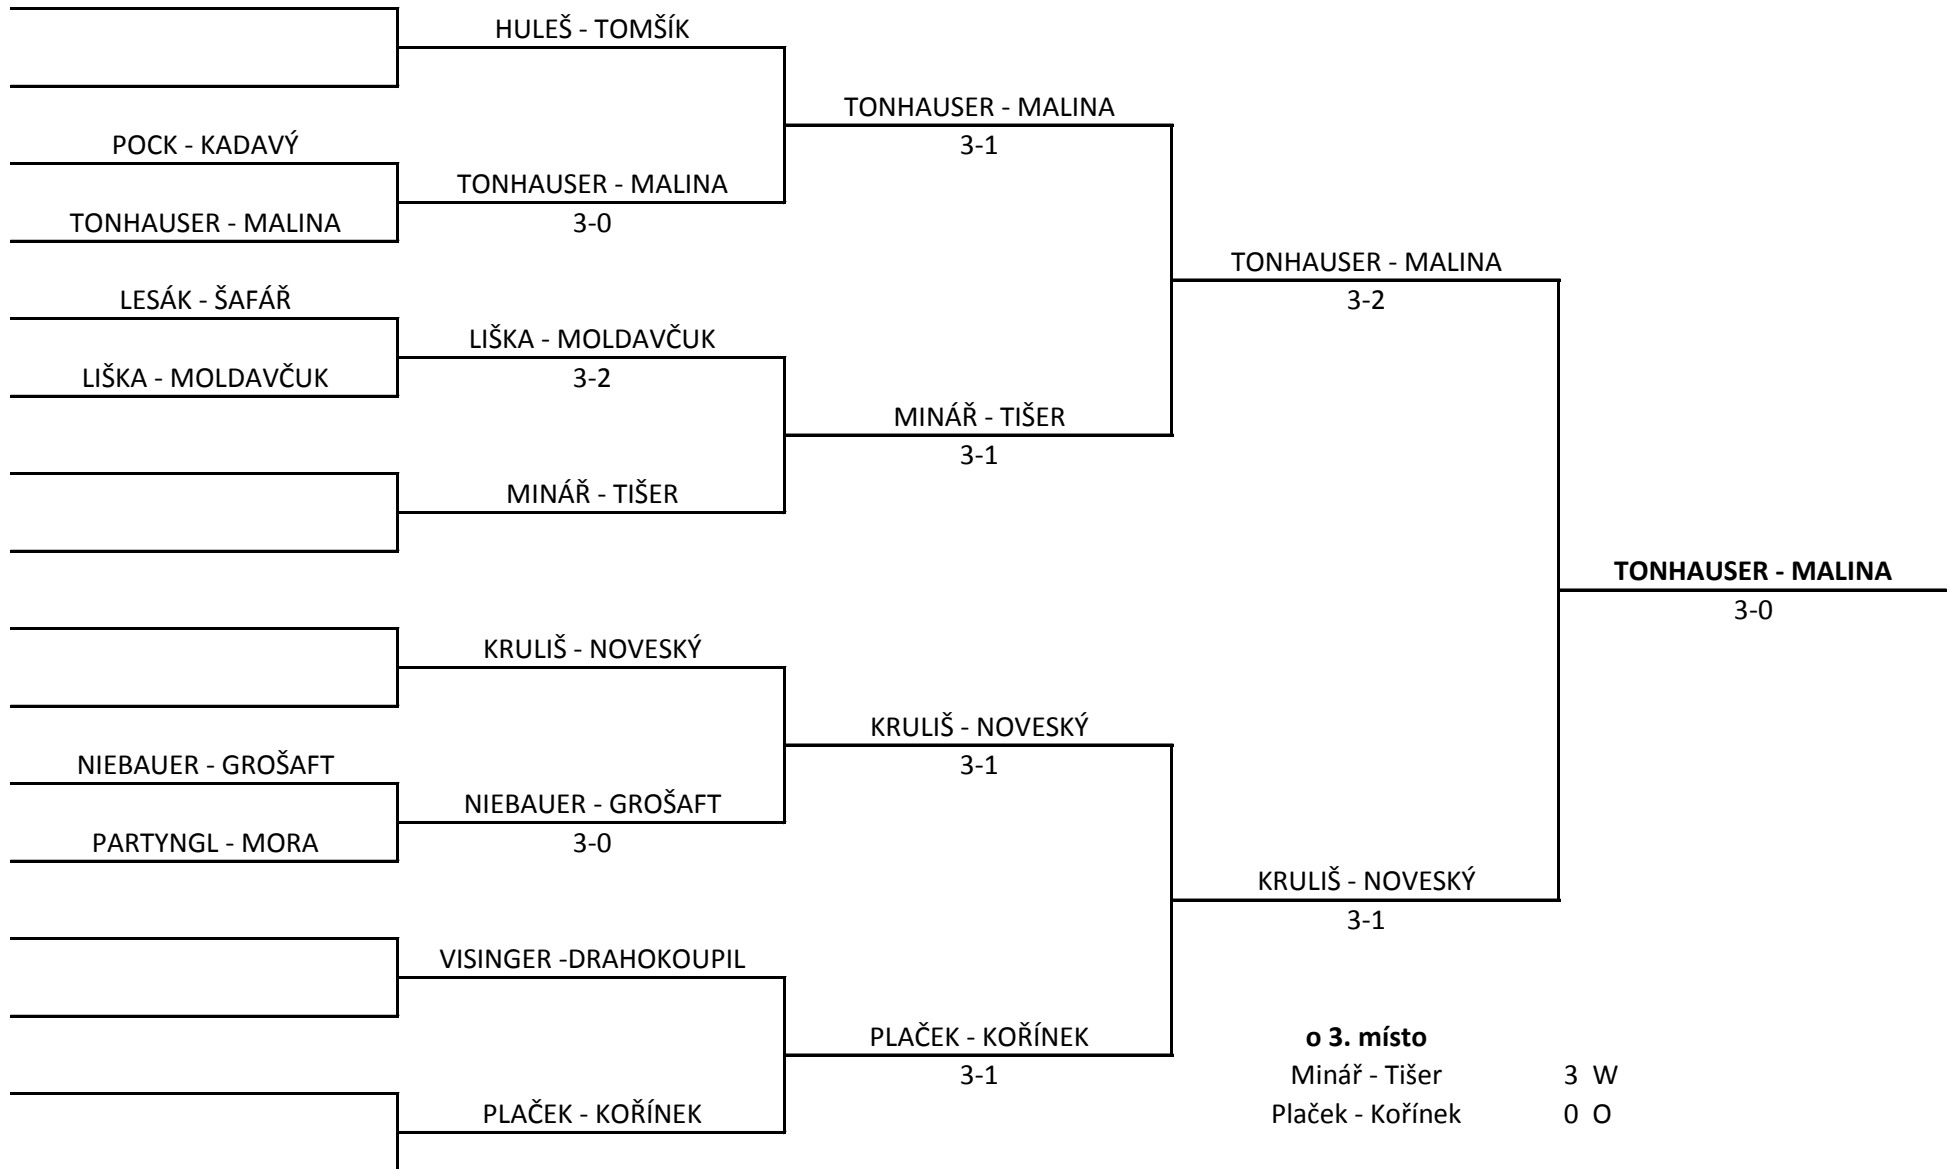 HULEŠ - TOMŠÍK
TONHAUSER - MALINA
POCK - KADAVÝ
3-1
TONHAUSER - MALINA
TONHAUSER - MALINA
3-0
TONHAUSER - MALINA
LESÁK - ŠAFÁŘ
3-2
LIŠKA - MOLDAVČUK
LIŠKA - MOLDAVČUK
3-2
MINÁŘ - TIŠER
3-1
MINÁŘ - TIŠER
TONHAUSER - MALINA
3-0
KRULIŠ - NOVESKÝ
KRULIŠ - NOVESKÝ
NIEBAUER - GROŠAFT
3-1
NIEBAUER - GROŠAFT
PARTYNGL - MORA
3-0
KRULIŠ - NOVESKÝ
3-1
VISINGER -DRAHOKOUPIL
PLAČEK - KOŘÍNEK
o 3. místo
3-1
Minář - Tišer 3 W
PLAČEK - KOŘÍNEK
Plaček - Kořínek 0 O